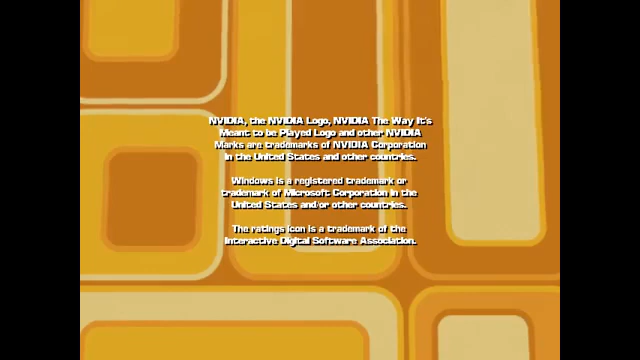 NVIDIA, the NVIDIA Logo, NVIDIA The Way It's
Meant to be Played Logo and other NVIDIA
Marks are trademarks of NVIDIA Corporation
in the United States and other countries.
Windows is a registered trademark or
trademark of Microsoft Corporation in the
United States and/or other countries.
The ratings icon is a trademark of the
Interactive Digital Software Association.